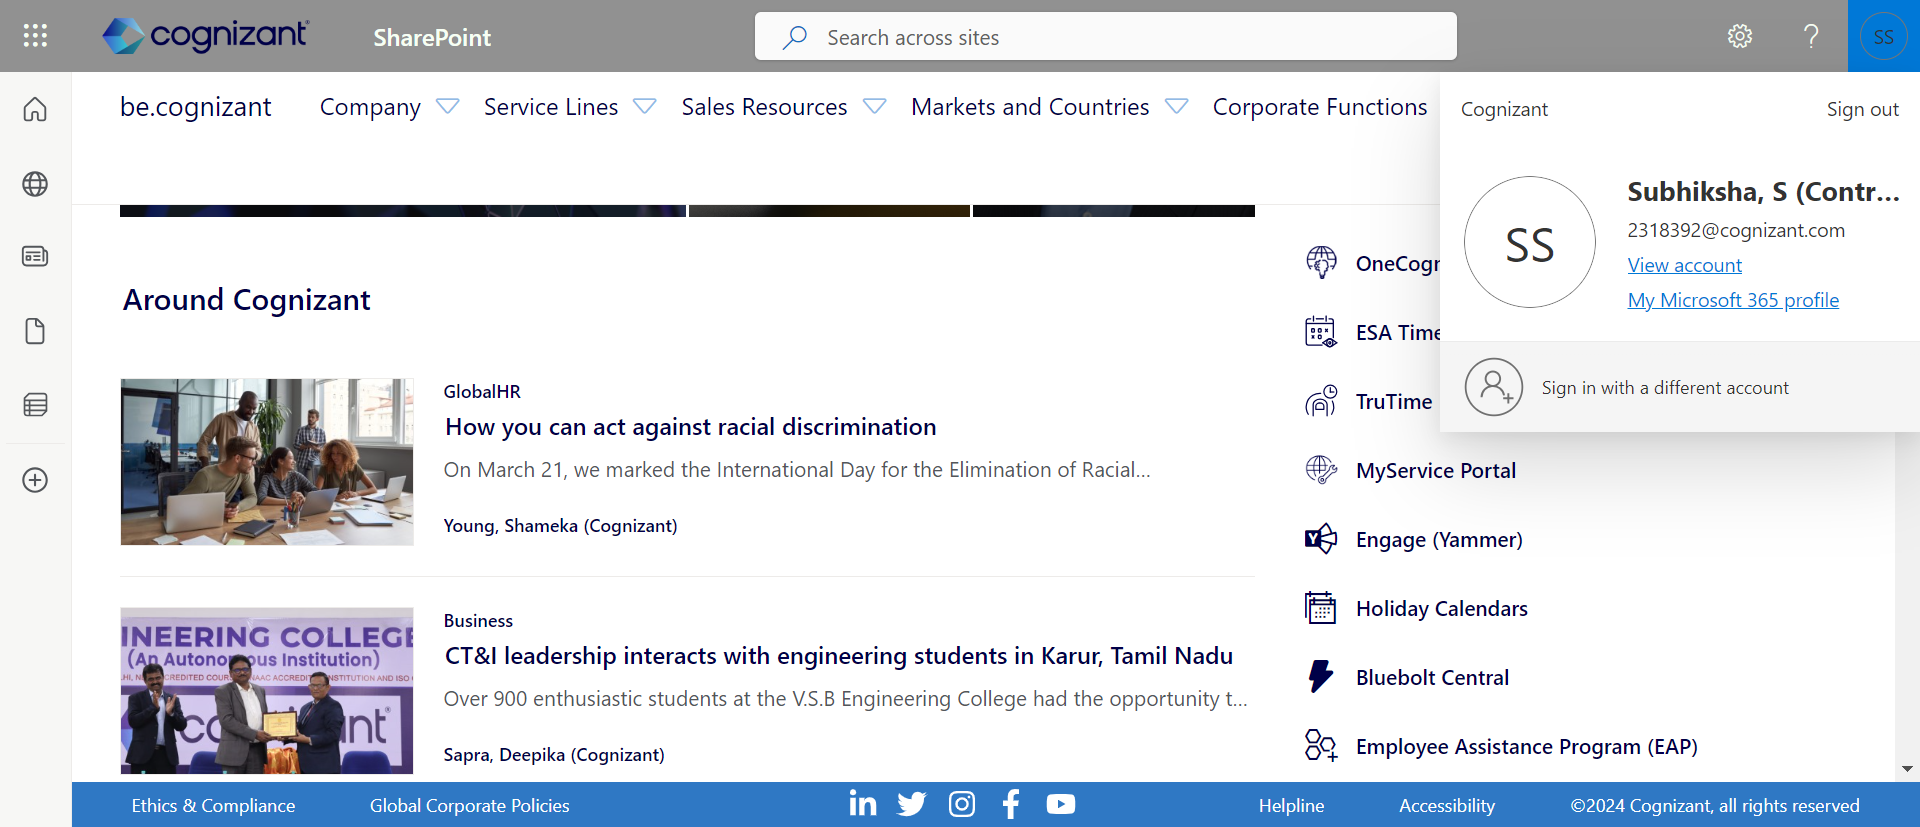 cognizant
SharePoint
Search across sites
SS
be.cognizant
Company
Service Lines
Sales Resources
Markets and Countries
Corporate Functions
Cognizant
Sign out
SS
Subhiksha, S (Contr...
2318392@cognizant.com
View account
My Microsoft 365 profile
Sign in with a different account
Around Cognizant
GlobalHR
How you can act against racial discrimination
On March 21, we marked the International Day for the Elimination of Racial...
Young, Shameka (Cognizant)
INEERING COLLEGE
(An Autonomous Institution)
Business
CT&I leadership interacts with engineering students in Karur, Tamil Nadu
Over 900 enthusiastic students at the V.S.B Engineering College had the opportunity t...
Sapra, Deepika (Cognizant)
OneCogn
ESA Time
TruTime
MyService Portal
Engage (Yammer)
Holiday Calendars
Bluebolt Central
Employee Assistance Program (EAP)
Ethics & Compliance
Global Corporate Policies
Helpline
Accessibility
©2024 Cognizant, all rights reserved